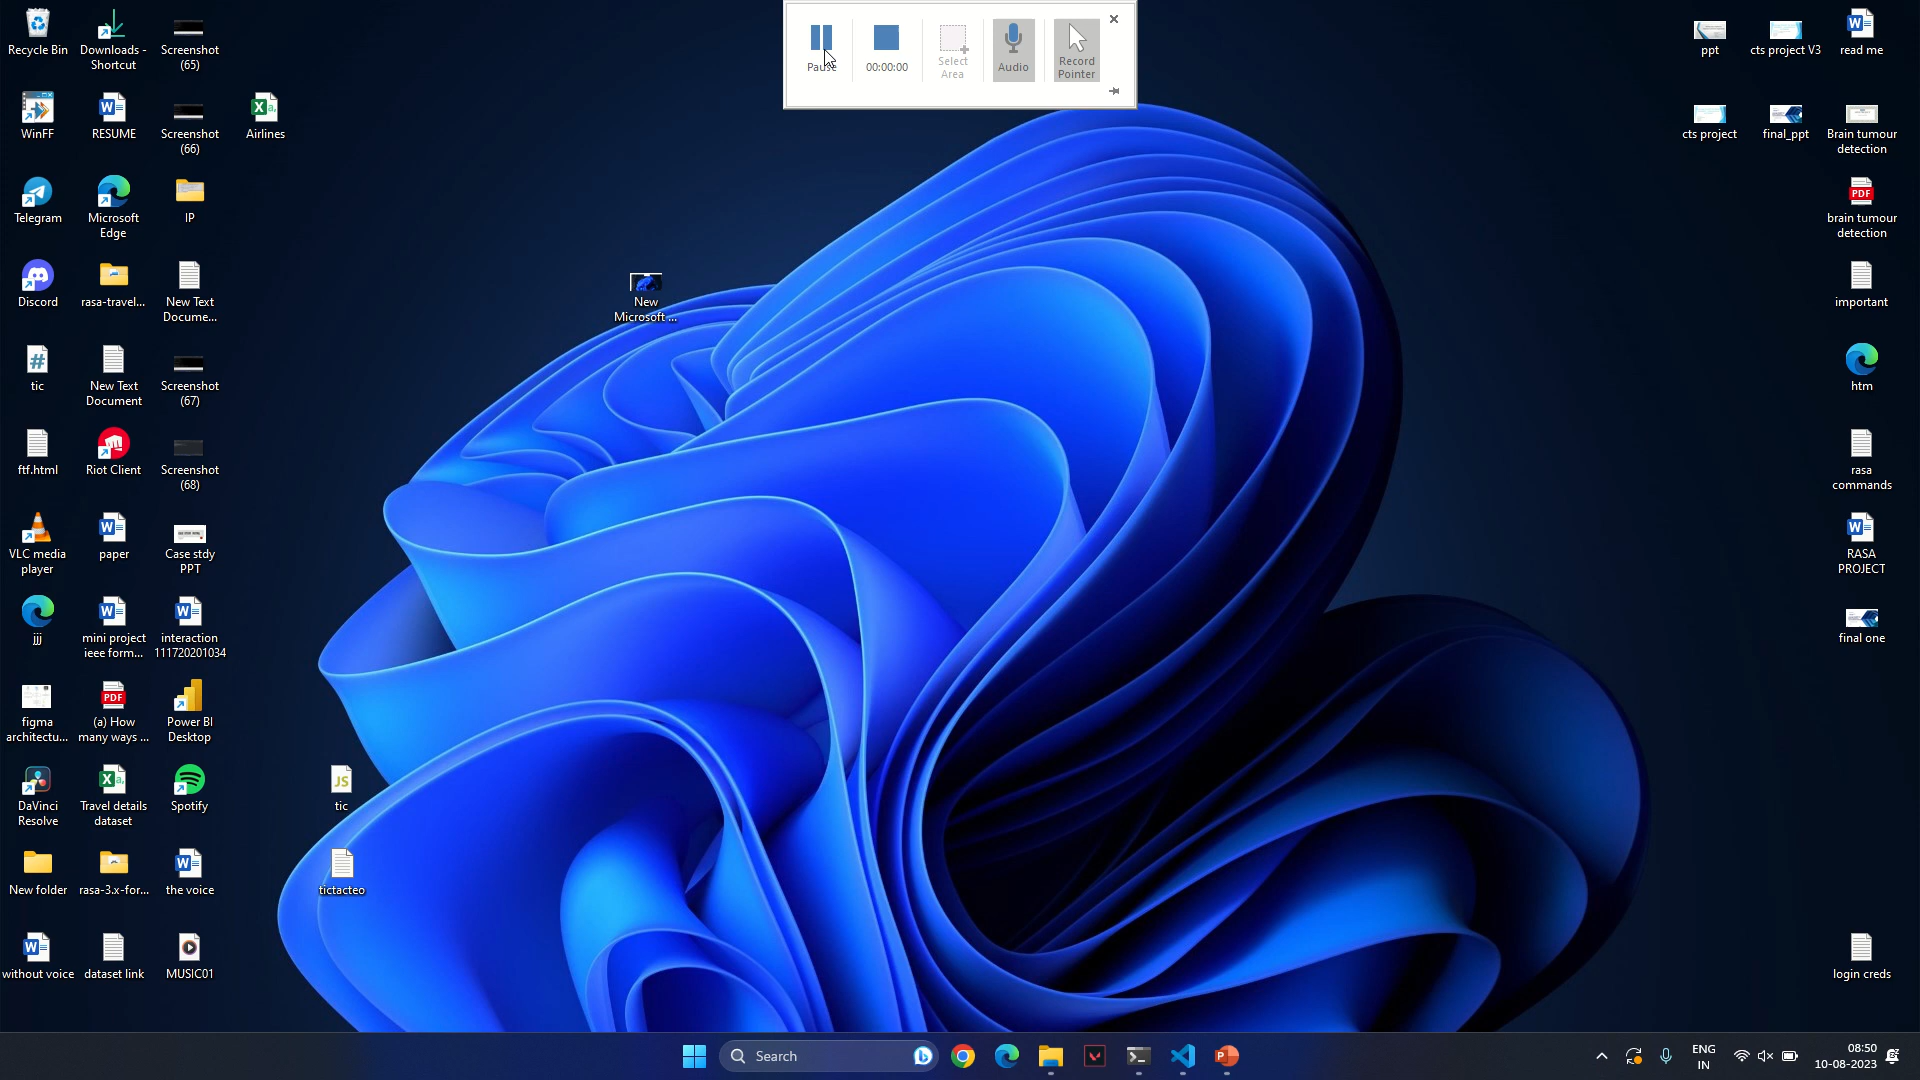 Recycle Bin
Downloads -
Shortcut
Screenshot
(65)
WinFF
RESUME
Screenshot
(66)
Airlines
Telegram
Microsoft
Edge
IP
Discord
rasa-travel...
New Text
Docume...
tic
New Text
Document
Screenshot
(67)
ftf.html
Riot Client
Screenshot
(68)
VLC media
player
paper
Case stdy
PPT
jjj
mini project
ieee form...
interaction
111720201034
figma
architectu...
(a) How
many ways ...
Power BI
Desktop
DaVinci
Resolve
Travel details
dataset
Spotify
New folder
rasa-3.x-for...
the voice
without voice
dataset link
MUSIC01
New
Microsoft ...
JS
tic
tictacteo
Pause
00:00:00
Select
Area
Audio
Record
Pointer
ppt
cts project V3
read me
cts project
final_ppt
Brain tumour
detection
PDF
brain tumour
detection
important
htm
rasa
commands
RASA
PROJECT
final one
login creds
Search
ENG
IN
08:50
10-08-2023